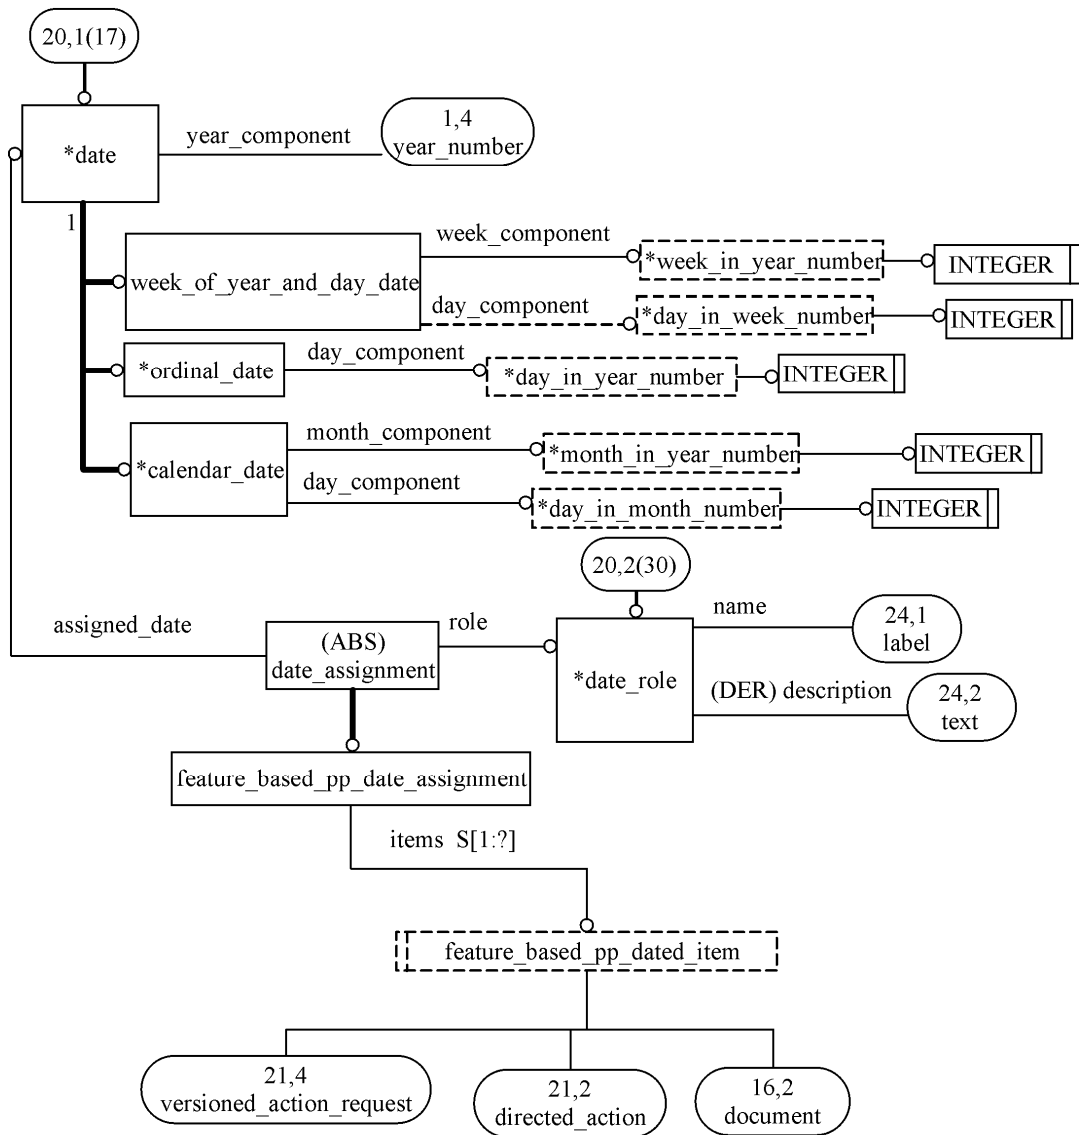 20,1(17)
*date
year_component
1,4
year_number
1
week_of_year_and_day_date
week_component
*week_in_year_number
INTEGER
day_component
*day_in_week_number
INTEGER
*ordinal_date
day_component
*day_in_year_number
INTEGER
*calendar_date
month_component
*month_in_year_number
INTEGER
day_component
*day_in_month_number
INTEGER
20,2(30)
assigned_date
(ABS)
date_assignment
role
*date_role
name
24,1
label
(DER) description
24,2
text
feature_based_pp_date_assignment
items S[1:?]
feature_based_pp_dated_item
21,4
versioned_action_request
21,2
directed_action
16,2
document